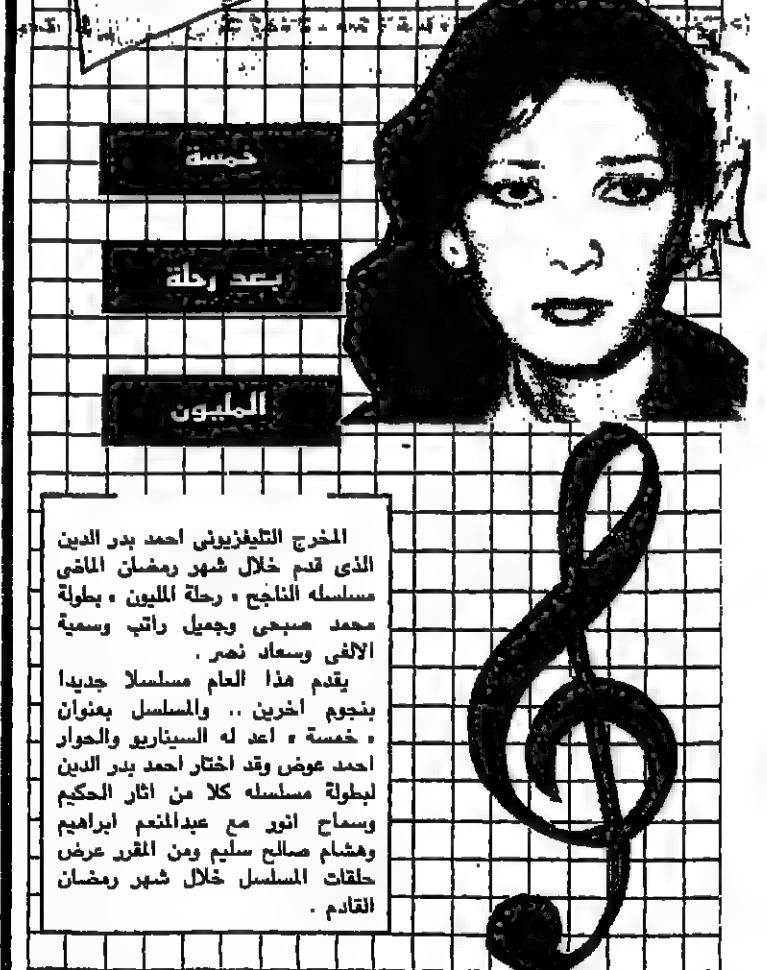 خمسة
بعد رحلة
المليون
المخرج التليفزيونى احمد بدر الدين
الذى قدم خلال شهر رمضان الماضى
مسلسله الناجح « رحلة المليون » بطولة
محمد صبحى وجميل راتب وسمية
الالفى وسعاد نصر .
يقدم هذا العام مسلسلا جديدا
بنجوم اخرين .. والمسلسل بعنوان
« خمسة » اعد له السيناريو والحوار
احمد عوض وقد اختار احمد بدر الدين
لبطولة مسلسله كلا من اثار الحكيم
وسماح انور مع عبدالمنعم ابراهيم
وهشام صالح سليم ومن المقرر عرض
حلقات المسلسل خلال شهر رمضان
القادم .